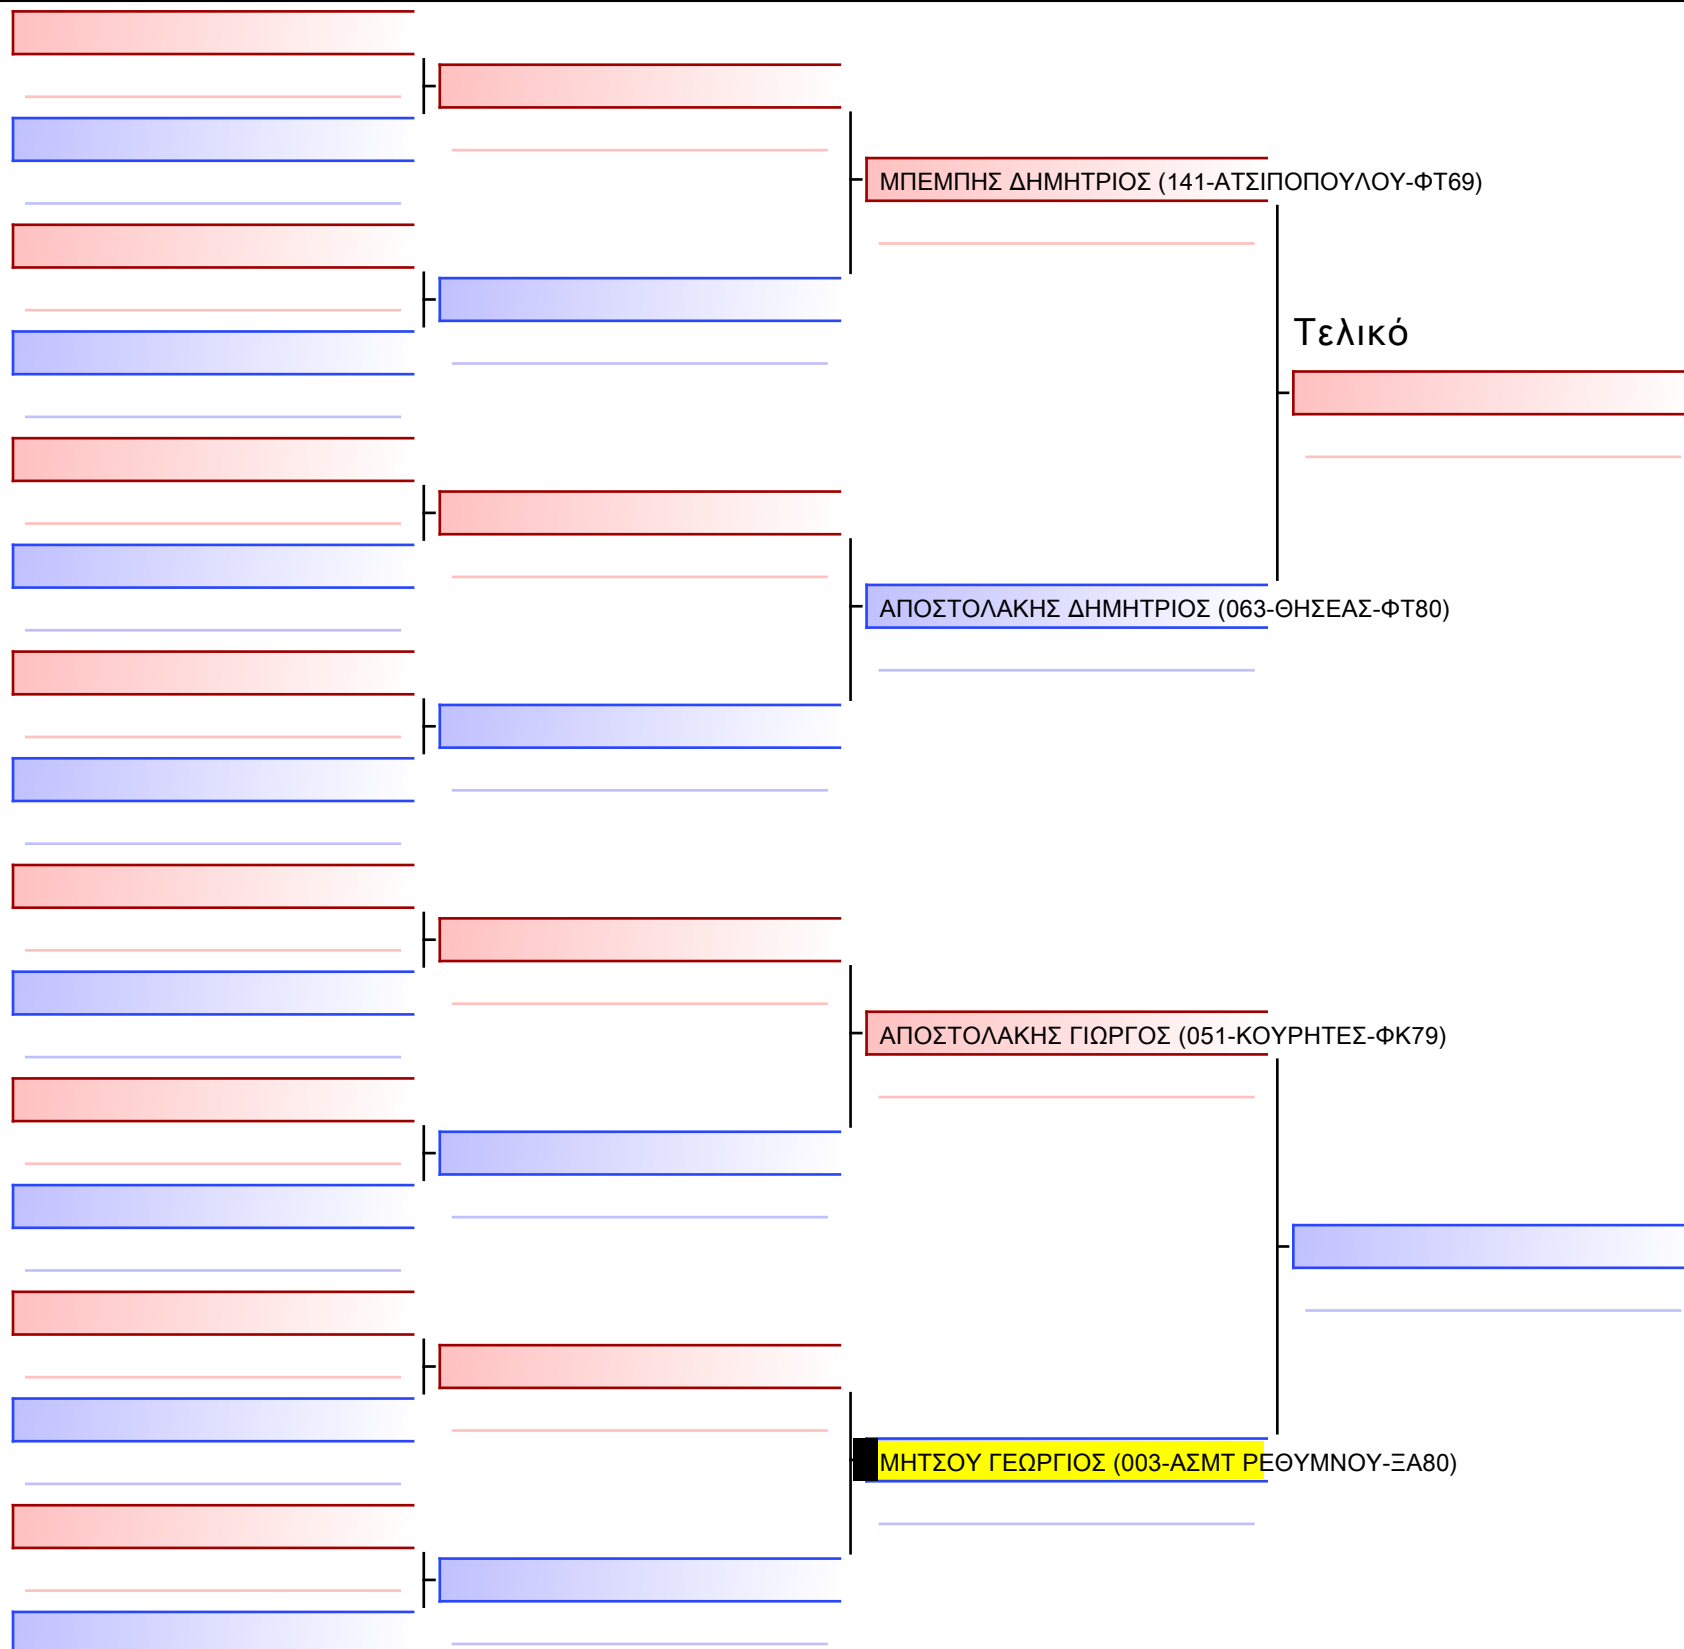 ΜΠΕΜΠΗΣ ΔΗΜΗΤΡΙΟΣ (141-ΑΤΣΙΠΟΠΟΥΛΟΥ-ΦΤ69)
Τελικό
ΑΠΟΣΤΟΛΑΚΗΣ ΔΗΜΗΤΡΙΟΣ (063-ΘΗΣΕΑΣ-ΦΤ80)
ΑΠΟΣΤΟΛΑΚΗΣ ΓΙΩΡΓΟΣ (051-ΚΟΥΡΗΤΕΣ-ΦΚ79)
ΜΗΤΣΟΥ ΓΕΩΡΓΙΟΣ (003-ΑΣΜΤ ΡΕΘΥΜΝΟΥ-ΞΑ80)